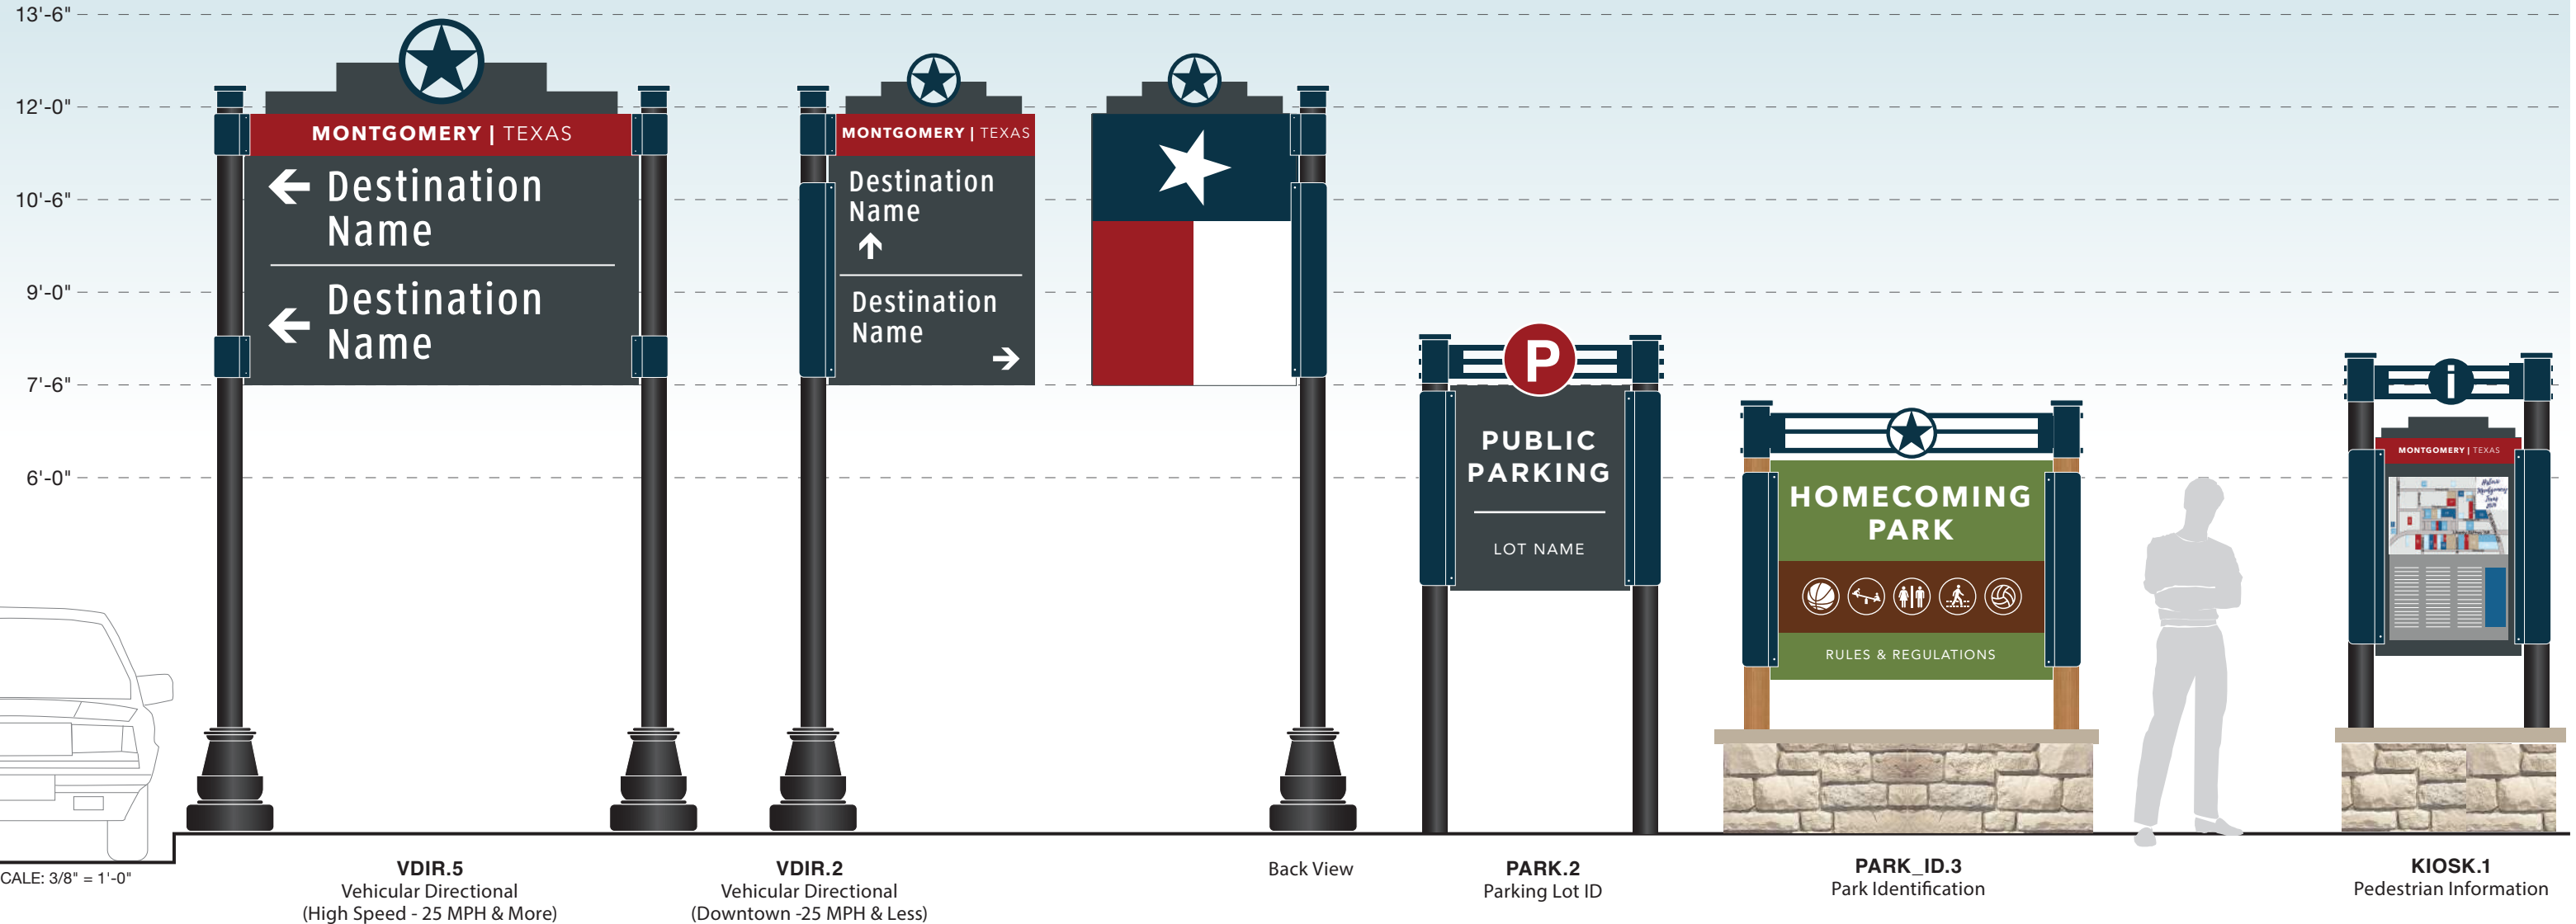 13'-6"
12'-0"
10'-6"
9'-0"
7'-6"
6'-0"
MONTGOMERY | TEXAS
Destination
Name
Destination
Name
MONTGOMERY | TEXAS
Destination
Name
Destination
Name
P
PUBLIC
PARKING
LOT NAME
HOMECOMING
PARK
RULES & REGULATIONS
i
MONTGOMERY | TEXAS
Historic
Montgomery
Texas
CALE: 3/8" = 1'-0"
VDIR.5
Vehicular Directional
(High Speed - 25 MPH & More)
VDIR.2
Vehicular Directional
(Downtown -25 MPH & Less)
Back View
PARK.2
Parking Lot ID
PARK_ID.3
Park Identification
KIOSK.1
Pedestrian Information